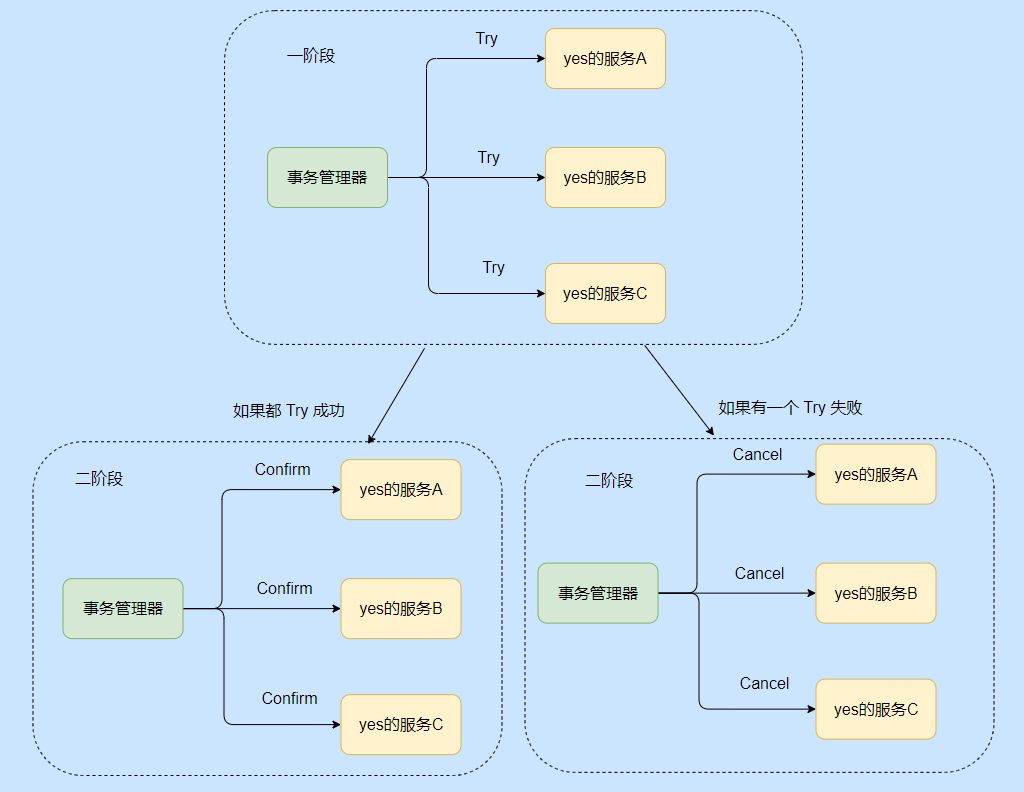 一阶段
Try
yes的服务A
事务管理器
Try
yes的服务B
Try
yes的服务C
如果都 Try 成功
如果有一个 Try 失败
二阶段
Confirm
yes的服务A
事务管理器
Confirm
yes的服务B
Confirm
yes的服务C
二阶段
Cancel
yes的服务A
事务管理器
Cancel
yes的服务B
Cancel
yes的服务C